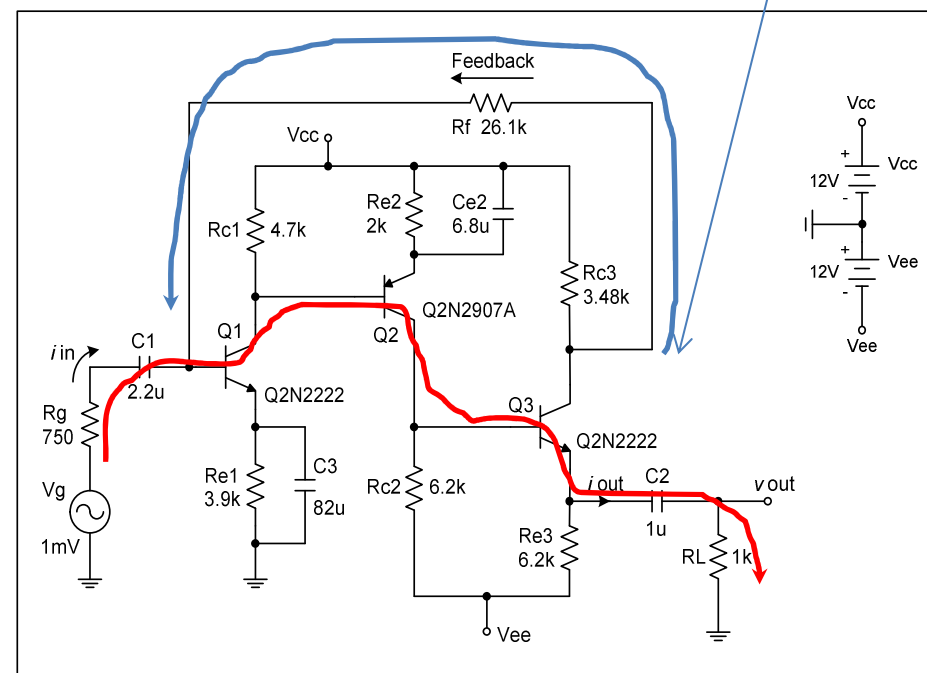 Feedback
Rf 26.1k
Vcc
Vcc
+
Vcc
12V
-
Re2
2k
Ce2
6.8u
Rc1
4.7k
+
Vee
12V
-
Rc3
3.48k
Q2N2907A
Q1
Q2
C1
i in
Vee
2.2u
Q2N2222
Rg
750
Q3
Q2N2222
C3
Re1
3.9k
82u
Rc2
6.2k
i out
C2
v out
Vg
1u
1mV
Re3
6.2k
RL
1k
Vee